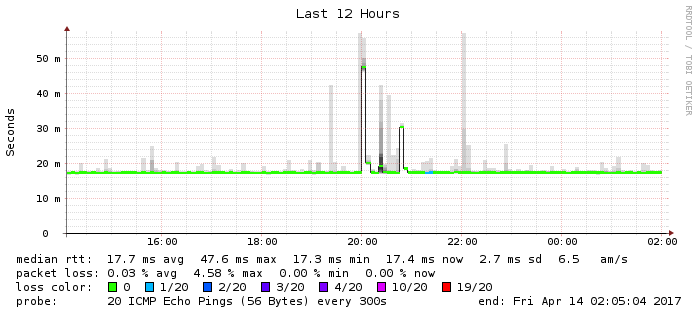 Last 12 Hours
RRDTOOL / TOBI OETIKER
Seconds
50 m
40 m
30 m
20 m
10 m
0
16:00 18:00 20:00 22:00 00:00 02:00
median rtt: 17.7 ms avg 47.6 ms max 17.3 ms min 17.4 ms now 2.7 ms sd 6.5 am/s
packet loss: 0.03 % avg 4.58 % max 0.00 % min 0.00 % now
loss color: 0 1/20 2/20 3/20 4/20 10/20 19/20
probe: 20 ICMP Echo Pings (56 Bytes) every 300s end: Fri Apr 14 02:05:04 2017